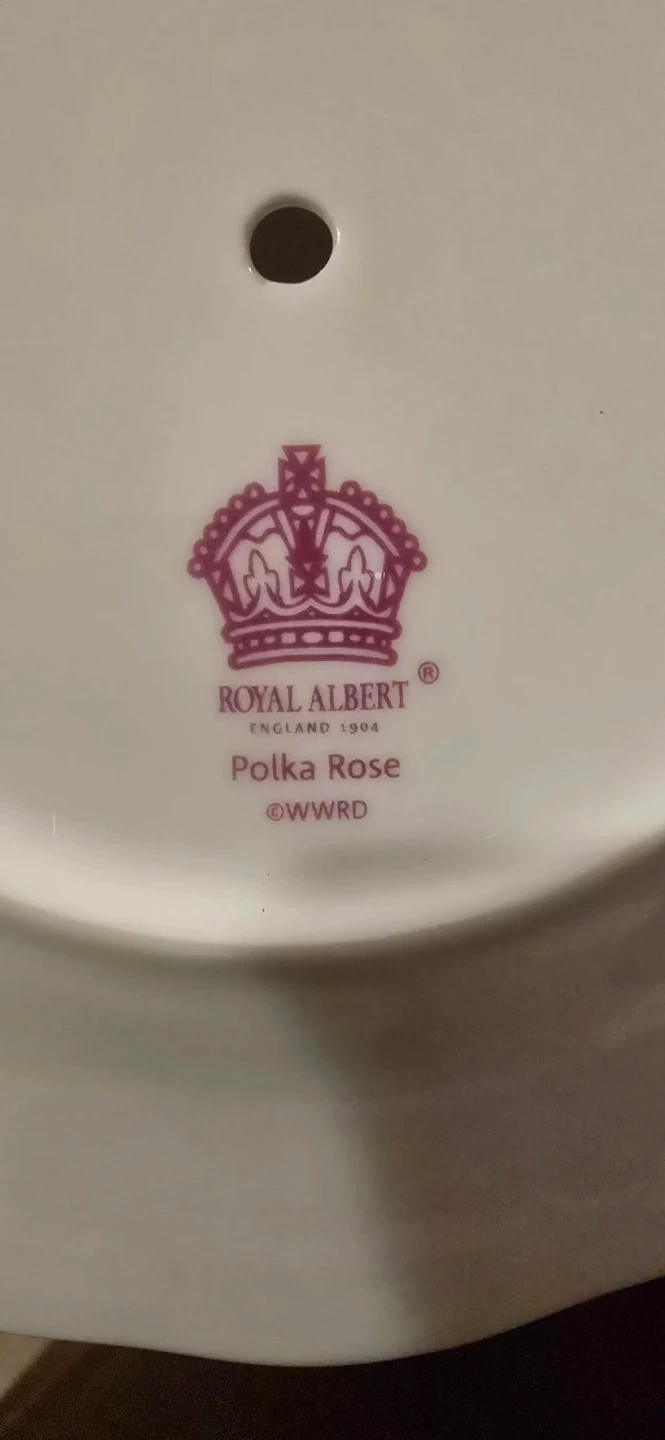 ®
ROYAL ALBERT
ENGLAND 1904
Polka Rose
©WWRD